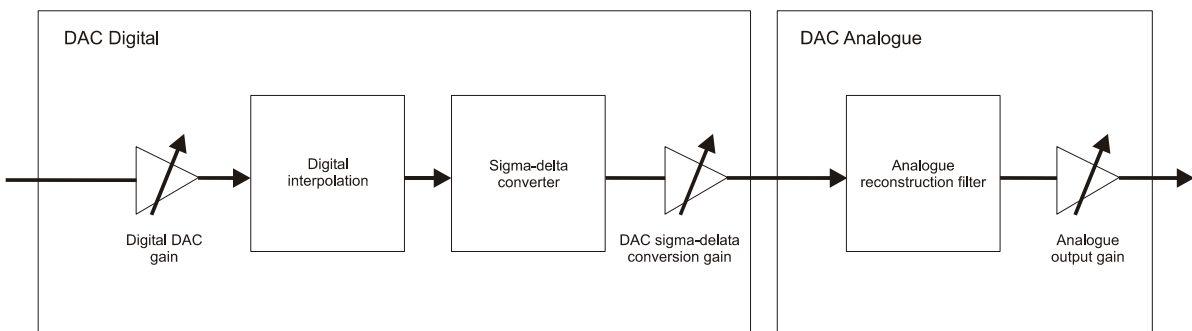 DAC Digital
DAC Analogue
Digital
interpolation
Sigma-delta
converter
Analogue
reconstruction filter
Digital DAC
gain
DAC sigma-delata
conversion gain
Analogue
output gain